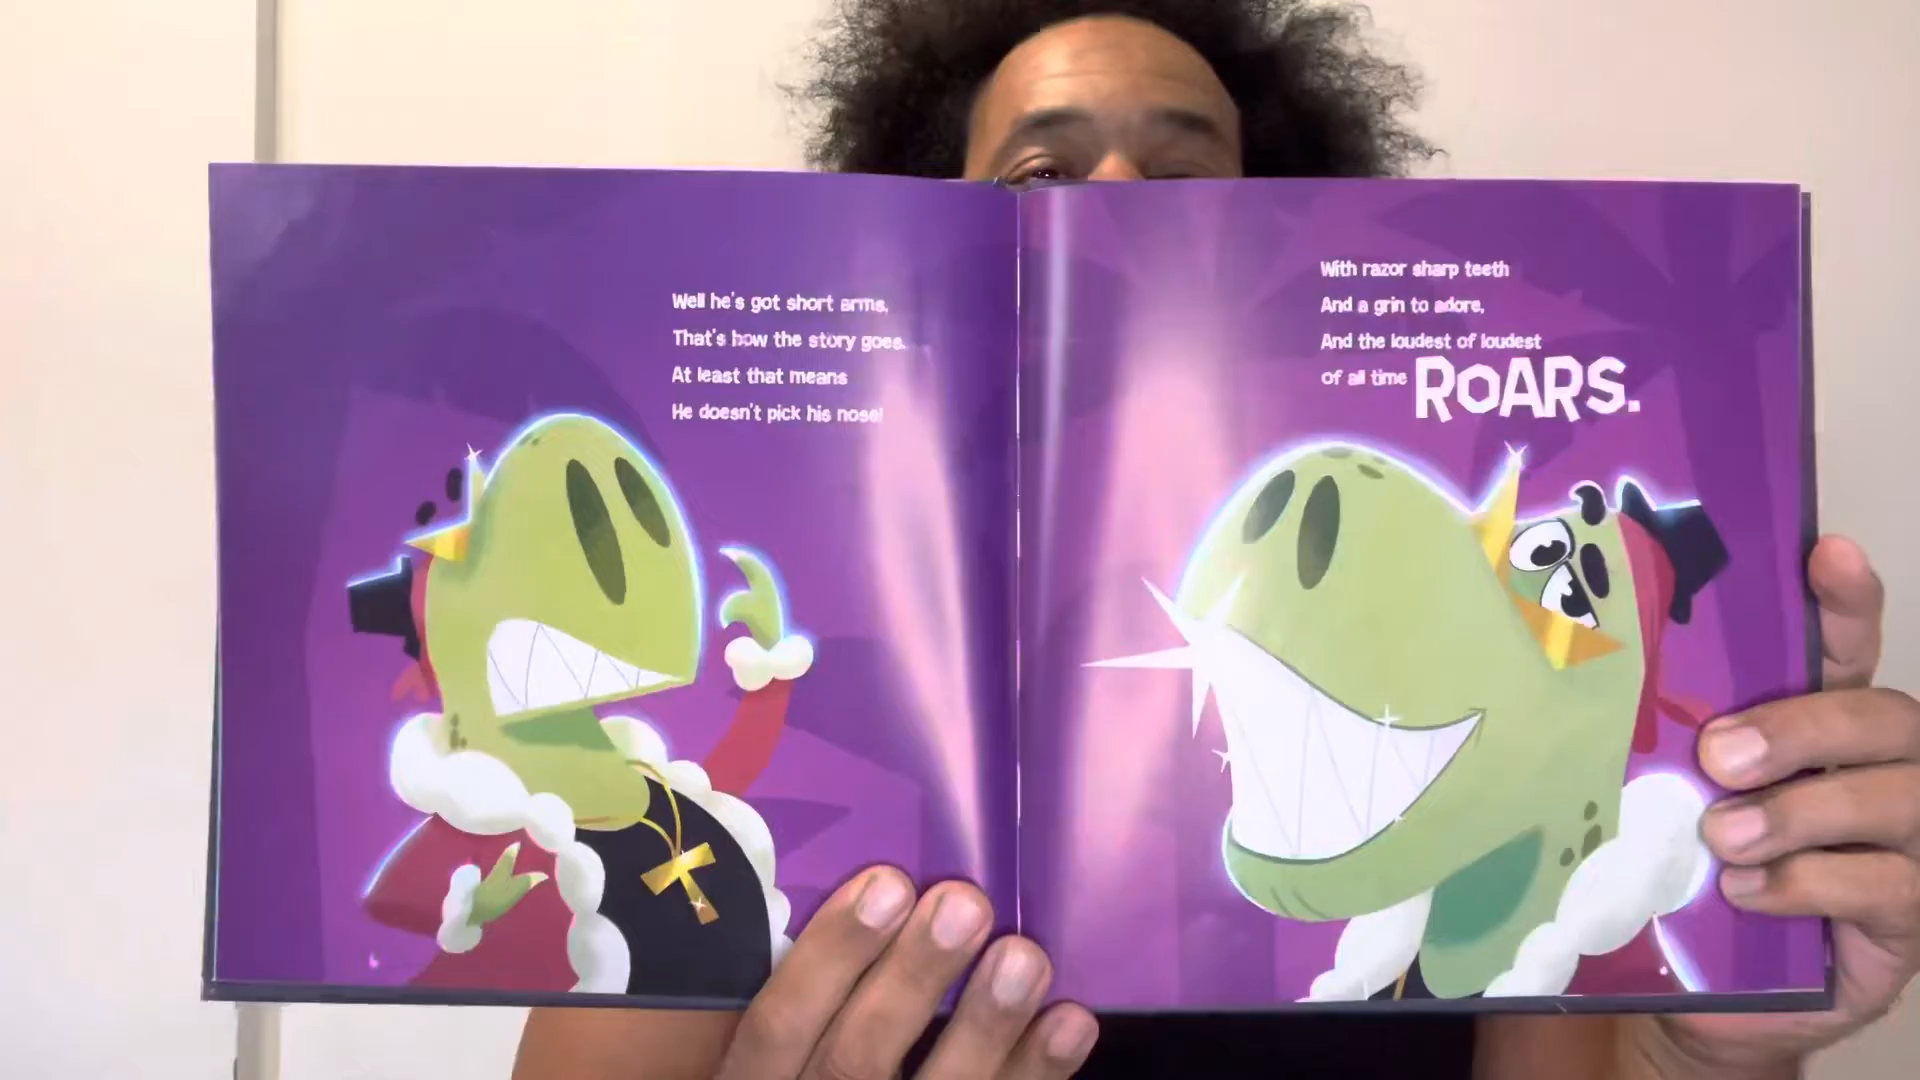 Well he's got short arms,
That's how the story goes.
At least that means
He doesn't pick his nose!
With razor sharp teeth
And a grin to adore,
And the loudest of loudest
of all time ROARS.